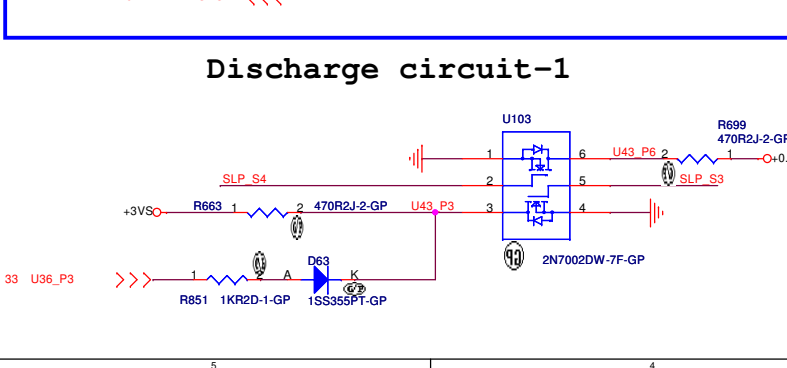 Discharge circuit-1
U103
R699
470R2J-2-GP
1 6 U43_P6 2 1 +0.
SLP_S4 2 5 SLP_S3
+3VS R663 1 2 470R2J-2-GP U43_P3 3 4
2N7002DW-7F-GP
D63
33 U36_P3 1 2 A K
R851 1KR2D-1-GP 1SS355PT-GP
5 4